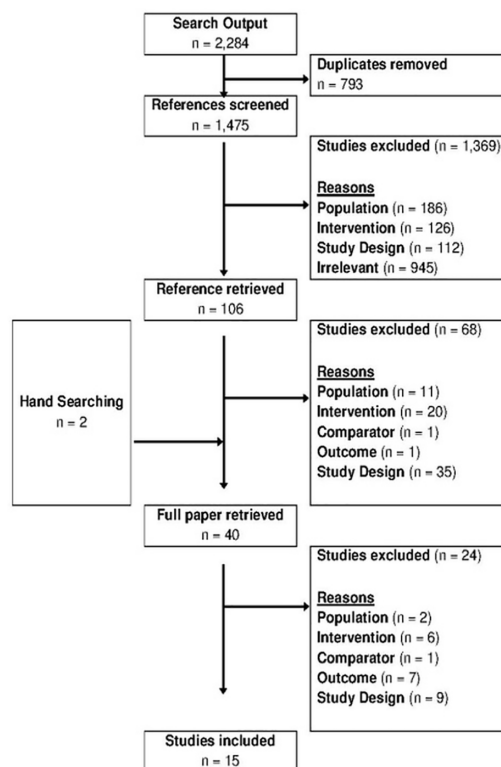 Search Output
n = 2,284
Duplicates removed
n = 793
References screened
n = 1,475
Studies excluded (n = 1,369)
Reasons
Population (n = 186)
Intervention (n = 126)
Study Design (n = 112)
Irrelevant (n = 945)
Reference retrieved
n = 106
Studies excluded (n = 68)
Reasons
Population (n = 11)
Intervention (n = 20)
Comparator (n = 1)
Outcome (n = 1)
Study Design (n = 35)
Hand Searching
n = 2
Full paper retrieved
n = 40
Studies excluded (n = 24)
Reasons
Population (n = 2)
Intervention (n = 6)
Comparator (n = 1)
Outcome (n = 7)
Study Design (n = 9)
Studies included
n = 15